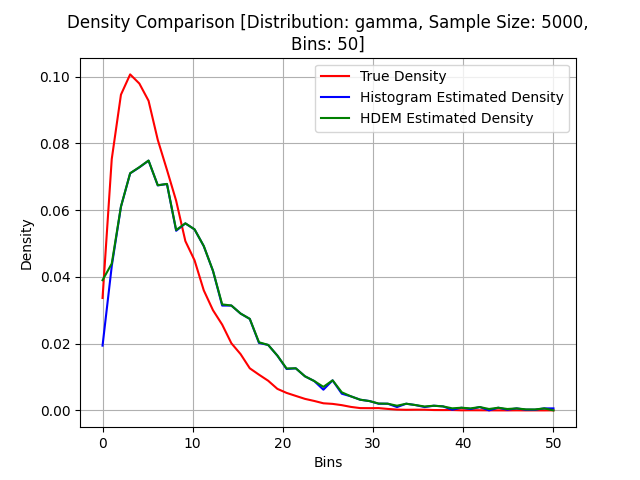 Density Comparison [Distribution: gamma, Sample Size: 5000,
Bins: 50]
True Density
Histogram Estimated Density
HDEM Estimated Density
Density
0.10
0.08
0.06
0.04
0.02
0.00
0
10
20
30
40
50
Bins